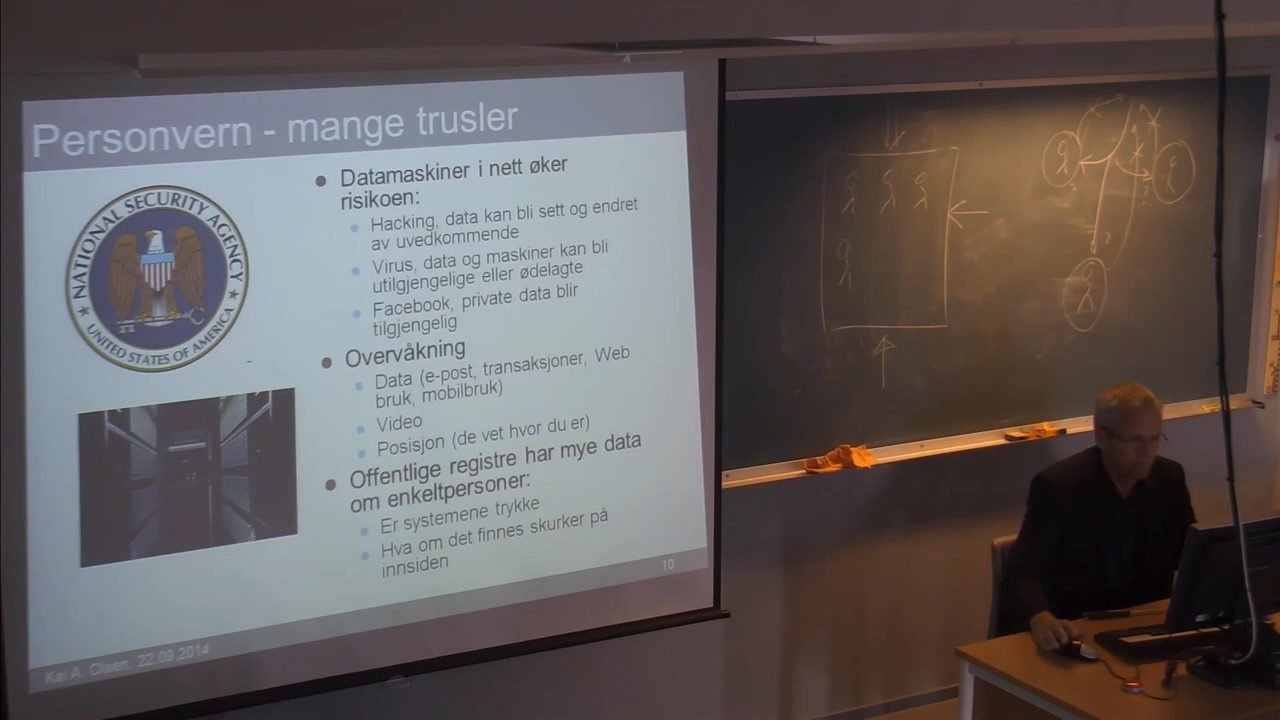 Personvern - mange trusler
NATIONAL SECURITY AGENCY
UNITED STATES OF AMERICA
Datamaskiner i nett øker
risikoen:
Hacking, data kan bli sett og endret
av uvedkommende
Virus, data og maskiner kan bli
utilgjengelige eller ødelagte
Facebook, private data blir
tilgjengelig
Overvåkning
Data (e-post, transaksjoner, Web
bruk, mobilbruk)
Video
Posisjon (de vet hvor du er)
Offentlige registre har mye data
om enkeltpersoner:
Er systemene trykke
Hva om det finnes skurker på
innsiden
10
Kai A. Olsen, 22.09.2014